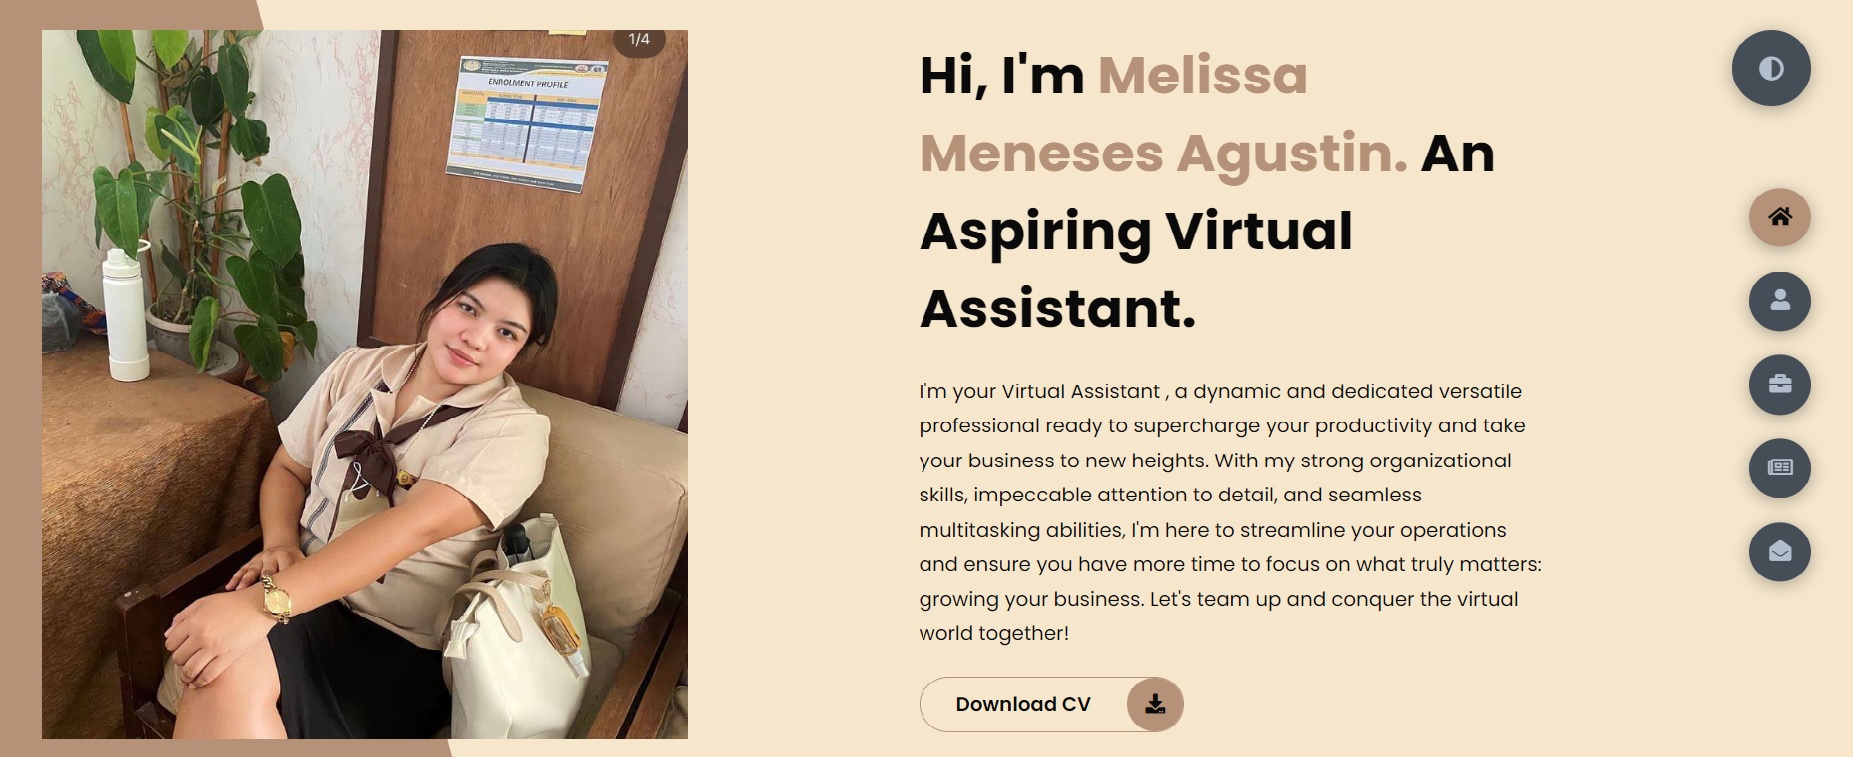 1/4
ENROLMENT PROFILE
Hi, I'm Melissa
Meneses Agustin. An
Aspiring Virtual
Assistant.
I'm your Virtual Assistant , a dynamic and dedicated versatile
professional ready to supercharge your productivity and take
your business to new heights. With my strong organizational
skills, impeccable attention to detail, and seamless
multitasking abilities, I'm here to streamline your operations
and ensure you have more time to focus on what truly matters:
growing your business. Let's team up and conquer the virtual
world together!
Download CV